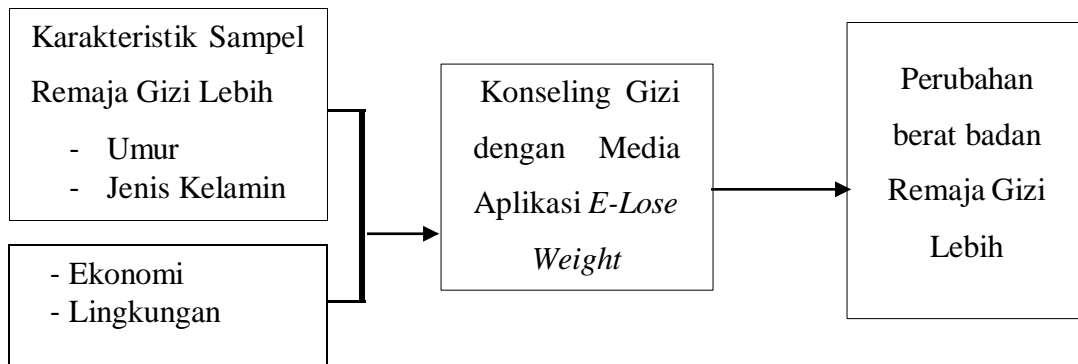 Karakteristik Sampel
Remaja Gizi Lebih
- Umur
- Jenis Kelamin
- Ekonomi
- Lingkungan
Konseling Gizi
dengan Media
Aplikasi E-Lose
Weight
Perubahan
berat badan
Remaja Gizi
Lebih